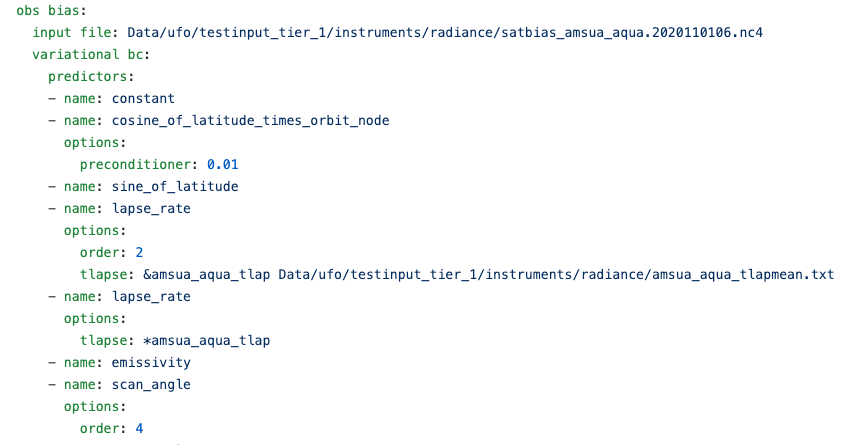 obs bias:
  input file: Data/ufo/testinput_tier_1/instruments/radiance/satbias_amsua_aqua.2020110106.nc4
  variational bc:
    predictors:
    - name: constant
    - name: cosine_of_latitude_times_orbit_node
      options:
        preconditioner: 0.01
    - name: sine_of_latitude
    - name: lapse_rate
      options:
        order: 2
        tlapse: &amsua_aqua_tlap Data/ufo/testinput_tier_1/instruments/radiance/amsua_aqua_tlapmean.txt
    - name: lapse_rate
      options:
        tlapse: *amsua_aqua_tlap
    - name: emissivity
    - name: scan_angle
      options:
        order: 4